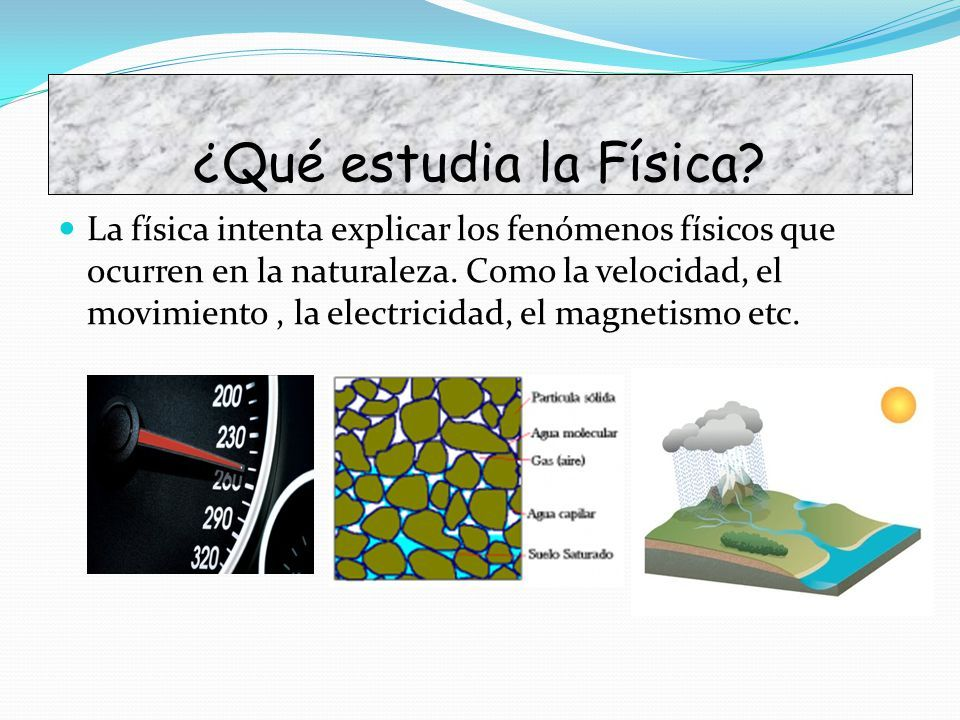 ¿Qué estudia la Física?
La física intenta explicar los fenómenos físicos que
ocurren en la naturaleza. Como la velocidad, el
movimiento , la electricidad, el magnetismo etc.
200
230
260
290
320
Partícula sólida
Agua molecular
Gas (aire)
Agua capilar
Suelo Saturado